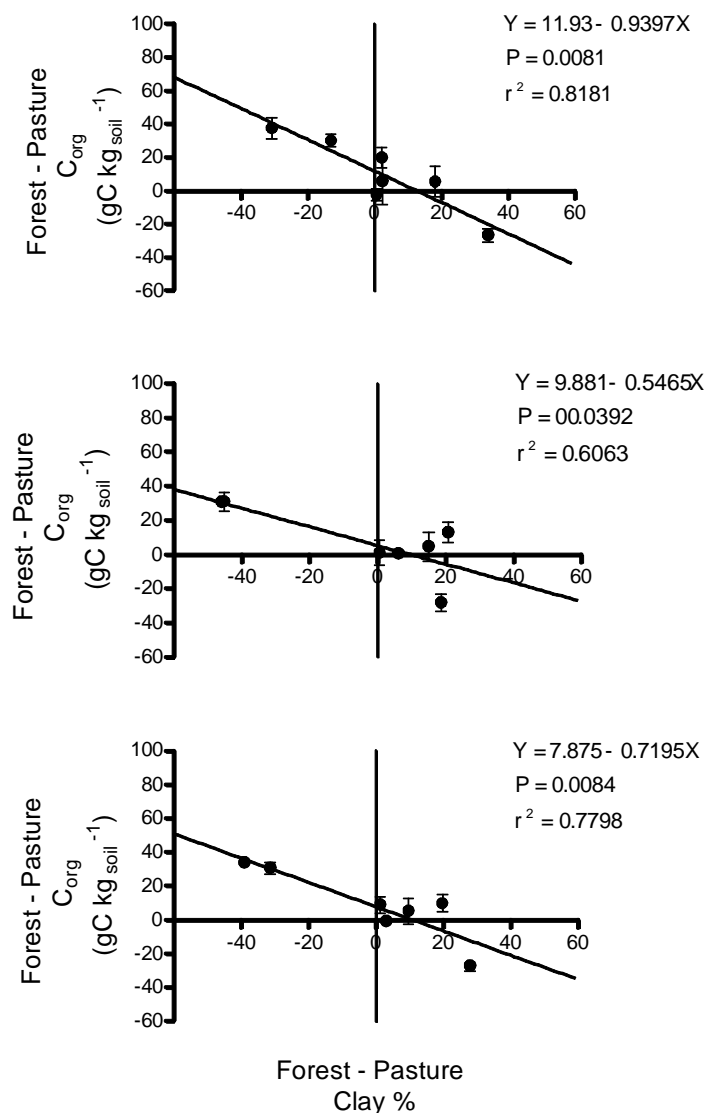 Y = 11.93- 0.9397X
P = 0.0081
r² = 0.8181
100
80
60
40
20
0
-20
-40
-60
-40 -20 0 20 40 60
Forest - Pasture
C_org
(gC kg_soil⁻¹)
Y = 9.881- 0.5465X
P = 00.0392
r² = 0.6063
100
80
60
40
20
0
-20
-40
-60
-40 -20 0 20 40 60
Forest - Pasture
C_org
(gC kg_soil⁻¹)
Y = 7.875- 0.7195X
P = 0.0084
r² = 0.7798
100
80
60
40
20
0
-20
-40
-60
-40 -20 0 20 40 60
Forest - Pasture
C_org
(gC kg_soil⁻¹)
Forest - Pasture
Clay %